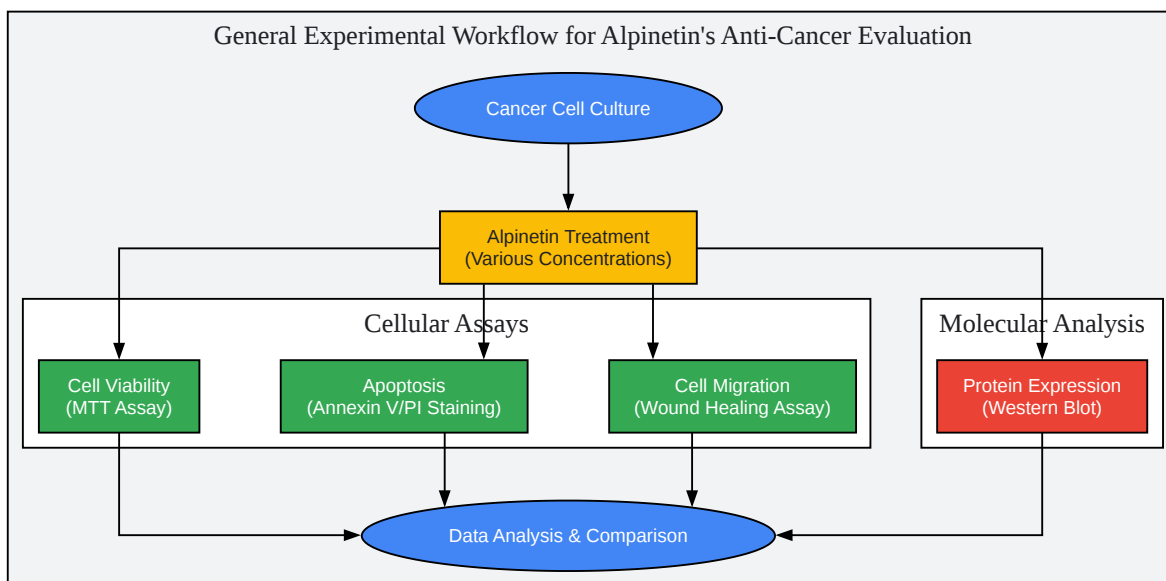 General Experimental Workflow for Alpinetin's Anti-Cancer Evaluation
Cancer Cell Culture
Alpinetin Treatment
(Various Concentrations)
Cellular Assays
Molecular Analysis
Cell Viability
(MTT Assay)
Apoptosis
(Annexin V/PI Staining)
Cell Migration
(Wound Healing Assay)
Protein Expression
(Western Blot)
Data Analysis & Comparison